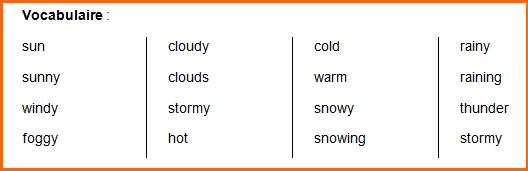 Vocabulaire :
sun cloudy cold rainy
sunny clouds warm raining
windy stormy snowy thunder
foggy hot snowing stormy